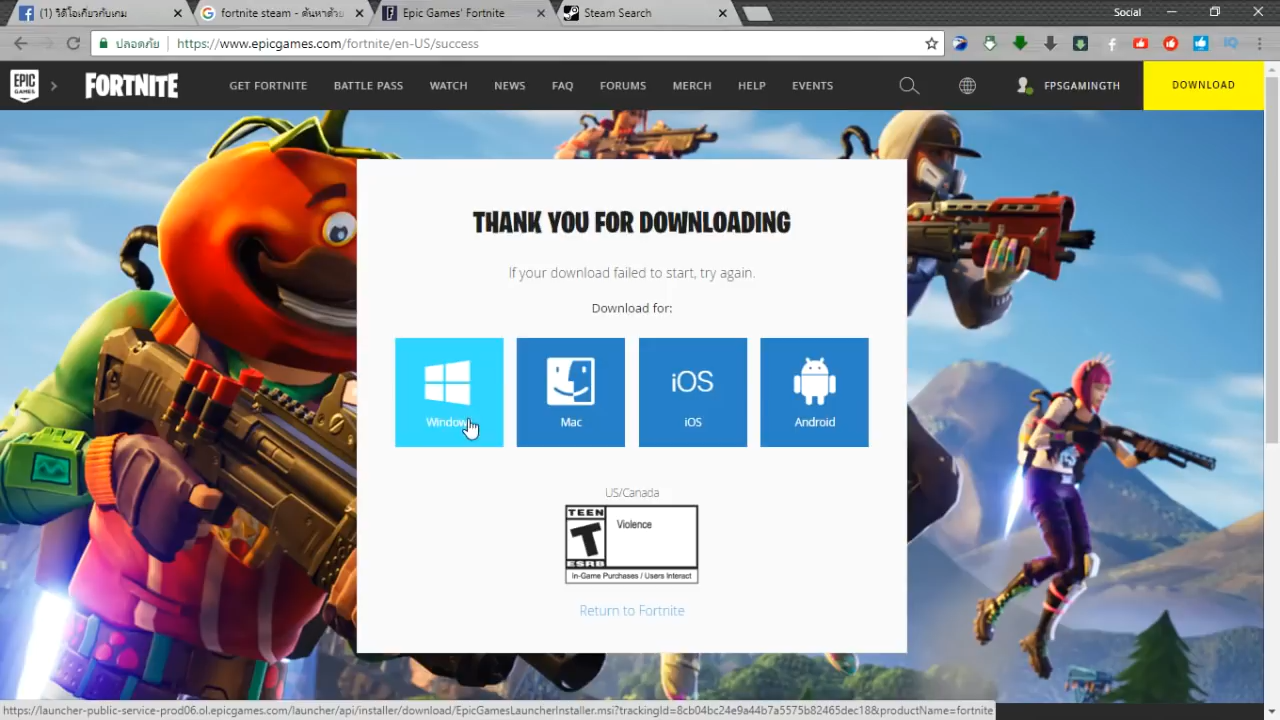 (1) วิดีโอเกี่ยวกับเกม
fortnite steam - ค้นหาด้วย
Epic Games' Fortnite
Steam Search
Social
ปลอดภัย
https://www.epicgames.com/fortnite/en-US/success
EPIC GAMES
FORTNITE
GET FORTNITE
BATTLE PASS
WATCH
NEWS
FAQ
FORUMS
MERCH
HELP
EVENTS
FPSGAMINGTH
DOWNLOAD
THANK YOU FOR DOWNLOADING
If your download failed to start, try again.
Download for:
Windows
Mac
iOS
iOS
Android
US/Canada
TEEN
T
ESRB
Violence
In-Game Purchases / Users Interact
Return to Fortnite
https://launcher-public-service-prod06.ol.epicgames.com/launcher/api/installer/download/EpicGamesLauncherInstaller.msi?trackingId=8cb04bc24e9a44b7a5575b82465dec18&productName=fortnite